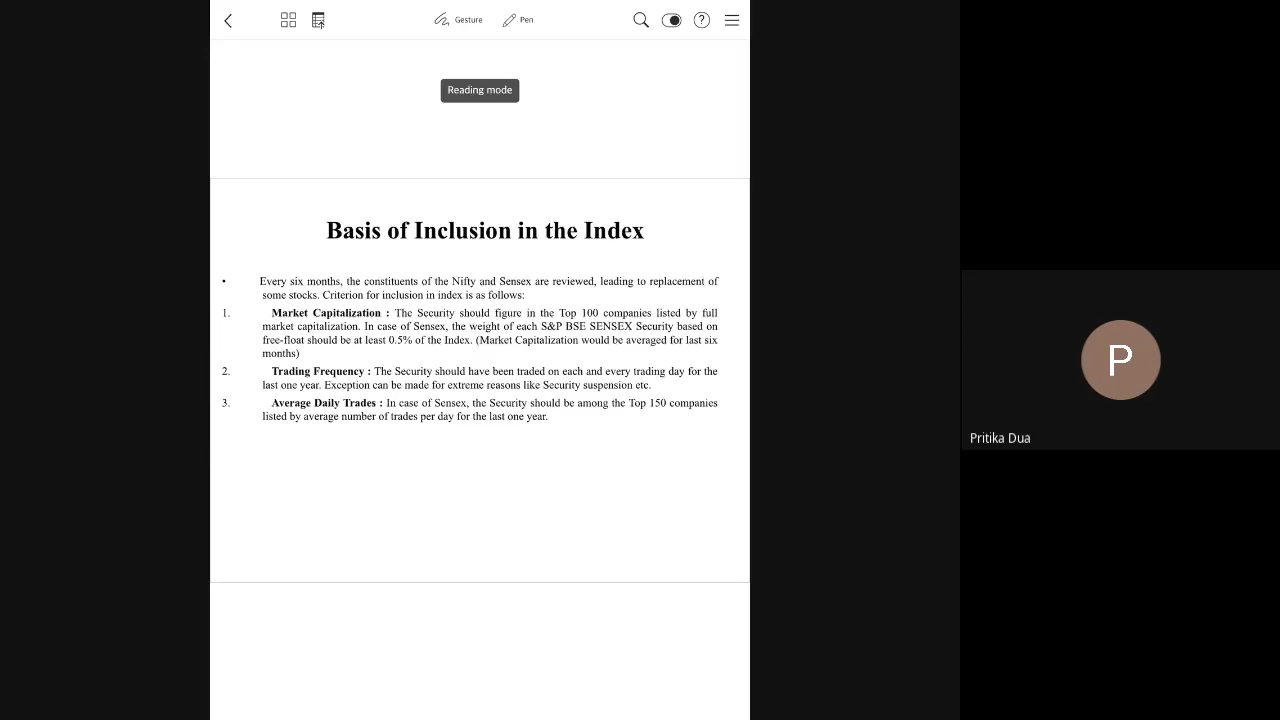 Gesture
Pen
?
Reading mode
Basis of Inclusion in the Index
• Every six months, the constituents of the Nifty and Sensex are reviewed, leading to replacement of
some stocks. Criterion for inclusion in index is as follows:
1. Market Capitalization : The Security should figure in the Top 100 companies listed by full
market capitalization. In case of Sensex, the weight of each S&P BSE SENSEX Security based on
free-float should be at least 0.5% of the Index. (Market Capitalization would be averaged for last six
months)
2. Trading Frequency : The Security should have been traded on each and every trading day for the
last one year. Exception can be made for extreme reasons like Security suspension etc.
3. Average Daily Trades : In case of Sensex, the Security should be among the Top 150 companies
listed by average number of trades per day for the last one year.
P
Pritika Dua